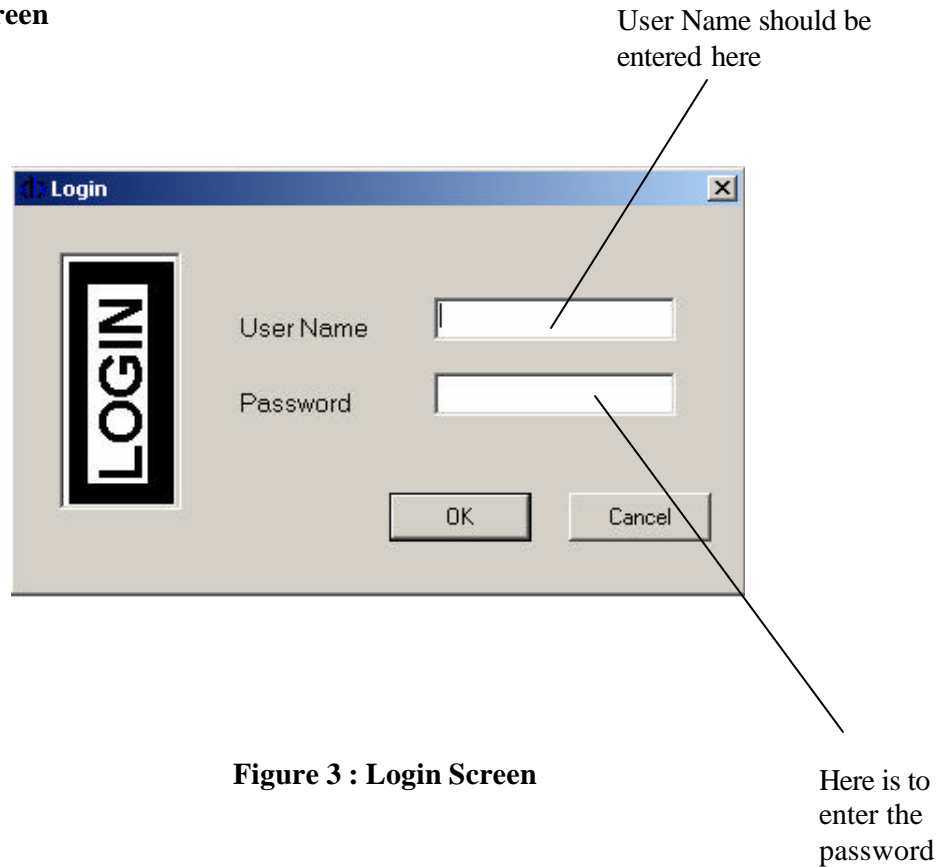 User Name should be
entered here
Login
LOGIN
User Name
Password
OK
Cancel
Figure 3 : Login Screen
Here is to
enter the
password